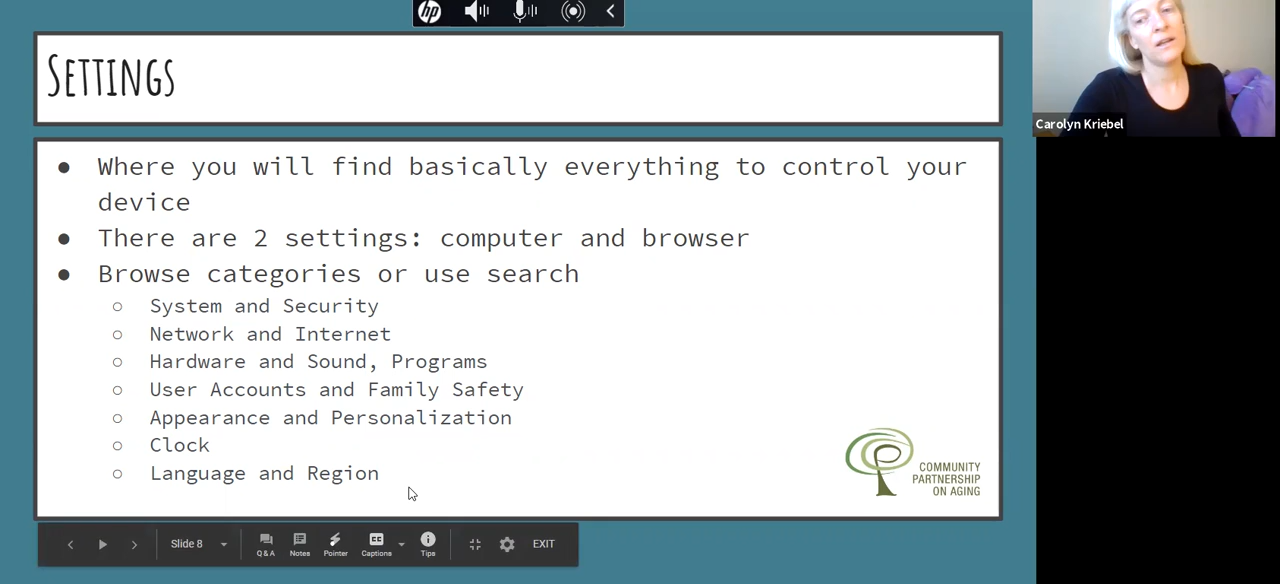 hp
SETTINGS
Carolyn Kriebel
● Where you will find basically everything to control your
device
● There are 2 settings: computer and browser
● Browse categories or use search
○ System and Security
○ Network and Internet
○ Hardware and Sound, Programs
○ User Accounts and Family Safety
○ Appearance and Personalization
○ Clock
○ Language and Region
COMMUNITY
PARTNERSHIP
ON AGING
Slide 8
Q & A
Notes
Pointer
CC
Captions
Tips
EXIT